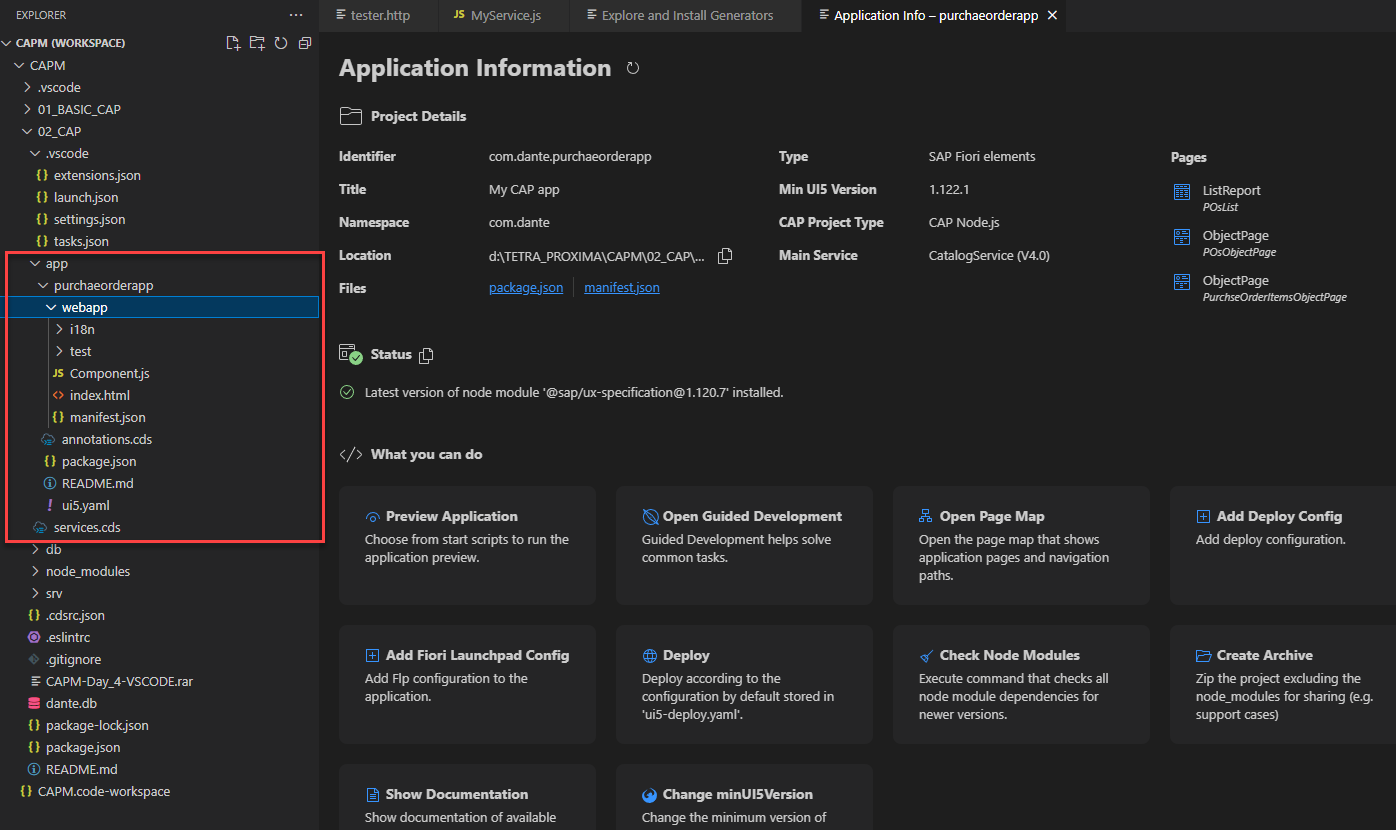 EXPLORER
CAPM (WORKSPACE)
CAPM
.vscode
01_BASIC_CAP
02_CAP
.vscode
extensions.json
launch.json
settings.json
tasks.json
app
purchaeorderapp
webapp
i18n
test
Component.js
index.html
manifest.json
annotations.cds
package.json
README.md
ui5.yaml
services.cds
db
node_modules
srv
.cdsrc.json
.eslintrc
.gitignore
CAPM-Day_4-VSCODE.rar
dante.db
package-lock.json
package.json
README.md
CAPM.code-workspace
tester.http
JS MyService.js
Explore and Install Generators
Application Info – purchaeorderapp
Application Information
Project Details
Identifier com.dante.purchaeorderapp
Title My CAP app
Namespace com.dante
Location d:\TETRA_PROXIMA\CAPM\02_CAP\...
Files package.json manifest.json
Type SAP Fiori elements
Min UI5 Version 1.122.1
CAP Project Type CAP Node.js
Main Service CatalogService (V4.0)
Pages
ListReport
POsList
ObjectPage
POsObjectPage
ObjectPage
PurchseOrderItemsObjectPage
Status
Latest version of node module '@sap/ux-specification@1.120.7' installed.
What you can do
Preview Application
Choose from start scripts to run the
application preview.
Open Guided Development
Guided Development helps solve
common tasks.
Open Page Map
Open the page map that shows
application pages and navigation
paths.
Add Deploy Config
Add deploy configuration.
Add Fiori Launchpad Config
Add Flp configuration to the
application.
Deploy
Deploy according to the
configuration by default stored in
'ui5-deploy.yaml'.
Check Node Modules
Execute command that checks all
node module dependencies for
newer versions.
Create Archive
Zip the project excluding the
node_modules for sharing (e.g.
support cases)
Show Documentation
Show documentation of available
Change minUI5Version
Change the minimum version of